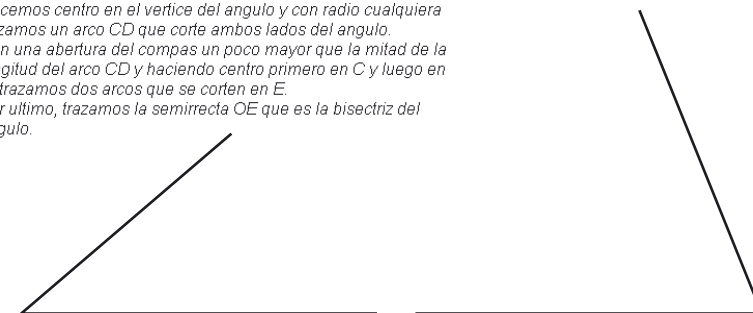 cemos centro en el vertice del angulo y con radio cualquiera
zamos un arco CD que corte ambos lados del angulo.
n una abertura del compas un poco mayor que la mitad de la
gitud del arco CD y haciendo centro primero en C y luego en
trazamos dos arcos que se corten en E.
r ultimo, trazamos la semirrecta OE que es la bisectriz del
gulo.